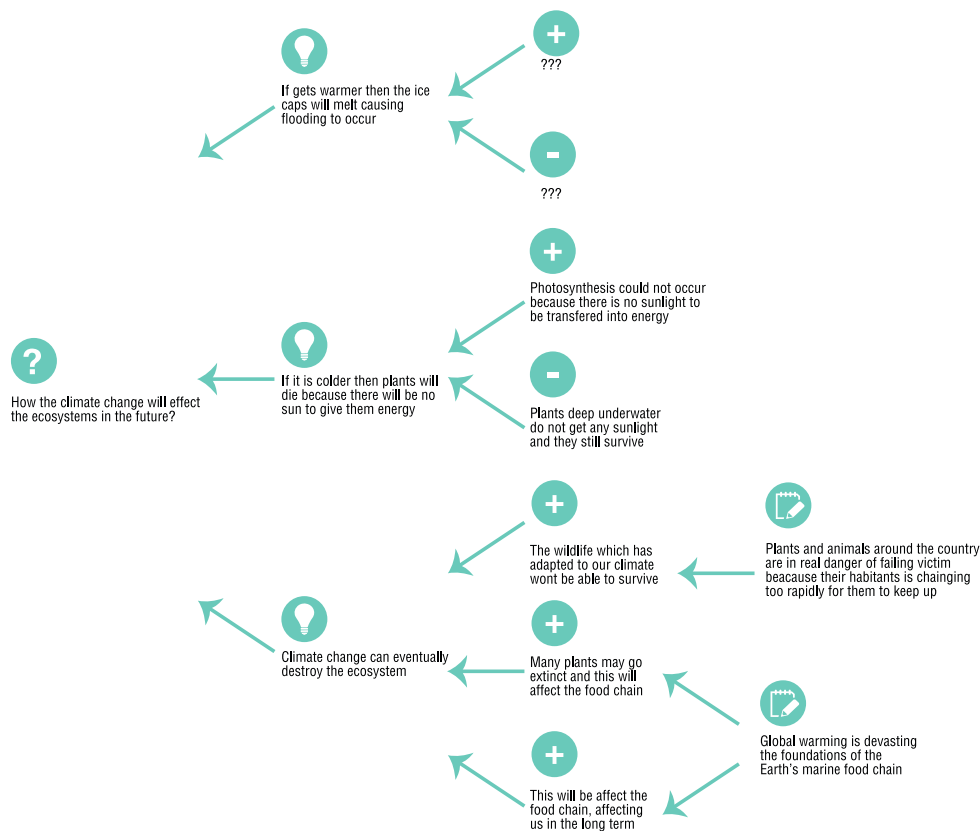 +
???
If gets warmer then the ice
caps will melt causing
flooding to occur
-
???
+
Photosynthesis could not occur
because there is no sunlight to
be transfered into energy
?
How the climate change will effect
the ecosystems in the future?
If it is colder then plants will
die because there will be no
sun to give them energy
-
Plants deep underwater
do not get any sunlight
and they still survive
+
The wildlife which has
adapted to our climate
wont be able to survive
Plants and animals around the country
are in real danger of failing victim
beacause their habitants is chainging
too rapidly for them to keep up
Climate change can eventually
destroy the ecosystem
+
Many plants may go
extinct and this will
affect the food chain
Global warming is devasting
the foundations of the
Earth's marine food chain
+
This will be affect the
food chain, affecting
us in the long term